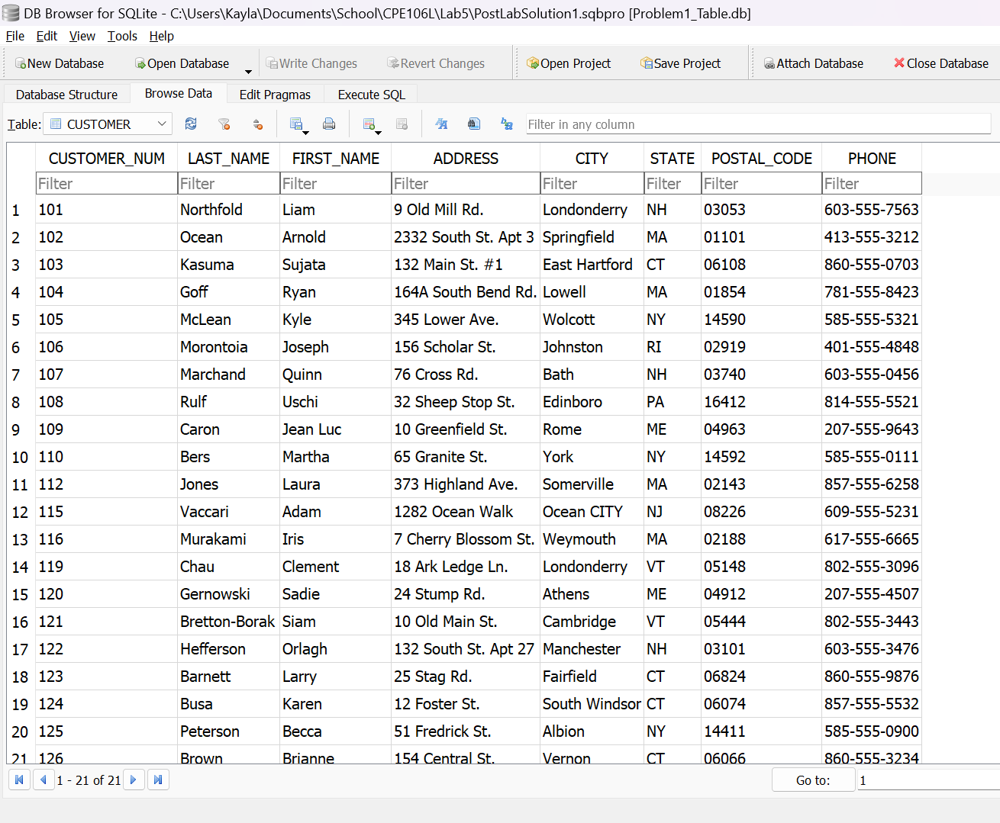 DB Browser for SQLite - C:\Users\Kayla\Documents\School\CPE106L\Lab5\PostLabSolution1.sqbpro [Problem1_Table.db]
File Edit View Tools Help
New Database Open Database Write Changes Revert Changes Open Project Save Project Attach Database Close Database
Database Structure Browse Data Edit Pragmas Execute SQL
Table: CUSTOMER Filter in any column
CUSTOMER_NUM LAST_NAME FIRST_NAME ADDRESS CITY STATE POSTAL_CODE PHONE
Filter Filter Filter Filter Filter Filter Filter Filter
1 101 Northfold Liam 9 Old Mill Rd. Londonderry NH 03053 603-555-7563
2 102 Ocean Arnold 2332 South St. Apt 3 Springfield MA 01101 413-555-3212
3 103 Kasuma Sujata 132 Main St. #1 East Hartford CT 06108 860-555-0703
4 104 Goff Ryan 164A South Bend Rd. Lowell MA 01854 781-555-8423
5 105 McLean Kyle 345 Lower Ave. Wolcott NY 14590 585-555-5321
6 106 Morontoia Joseph 156 Scholar St. Johnston RI 02919 401-555-4848
7 107 Marchand Quinn 76 Cross Rd. Bath NH 03740 603-555-0456
8 108 Rulf Uschi 32 Sheep Stop St. Edinboro PA 16412 814-555-5521
9 109 Caron Jean Luc 10 Greenfield St. Rome ME 04963 207-555-9643
10 110 Bers Martha 65 Granite St. York NY 14592 585-555-0111
11 112 Jones Laura 373 Highland Ave. Somerville MA 02143 857-555-6258
12 115 Vaccari Adam 1282 Ocean Walk Ocean CITY NJ 08226 609-555-5231
13 116 Murakami Iris 7 Cherry Blossom St. Weymouth MA 02188 617-555-6665
14 119 Chau Clement 18 Ark Ledge Ln. Londonderry VT 05148 802-555-3096
15 120 Gernowski Sadie 24 Stump Rd. Athens ME 04912 207-555-4507
16 121 Bretton-Borak Siam 10 Old Main St. Cambridge VT 05444 802-555-3443
17 122 Hefferson Orlagh 132 South St. Apt 27 Manchester NH 03101 603-555-3476
18 123 Barnett Larry 25 Stag Rd. Fairfield CT 06824 860-555-9876
19 124 Busa Karen 12 Foster St. South Windsor CT 06074 857-555-5532
20 125 Peterson Becca 51 Fredrick St. Albion NY 14411 585-555-0900
21 126 Brown Brianne 154 Central St. Vernon CT 06066 860-555-3234
1 - 21 of 21 Go to: 1